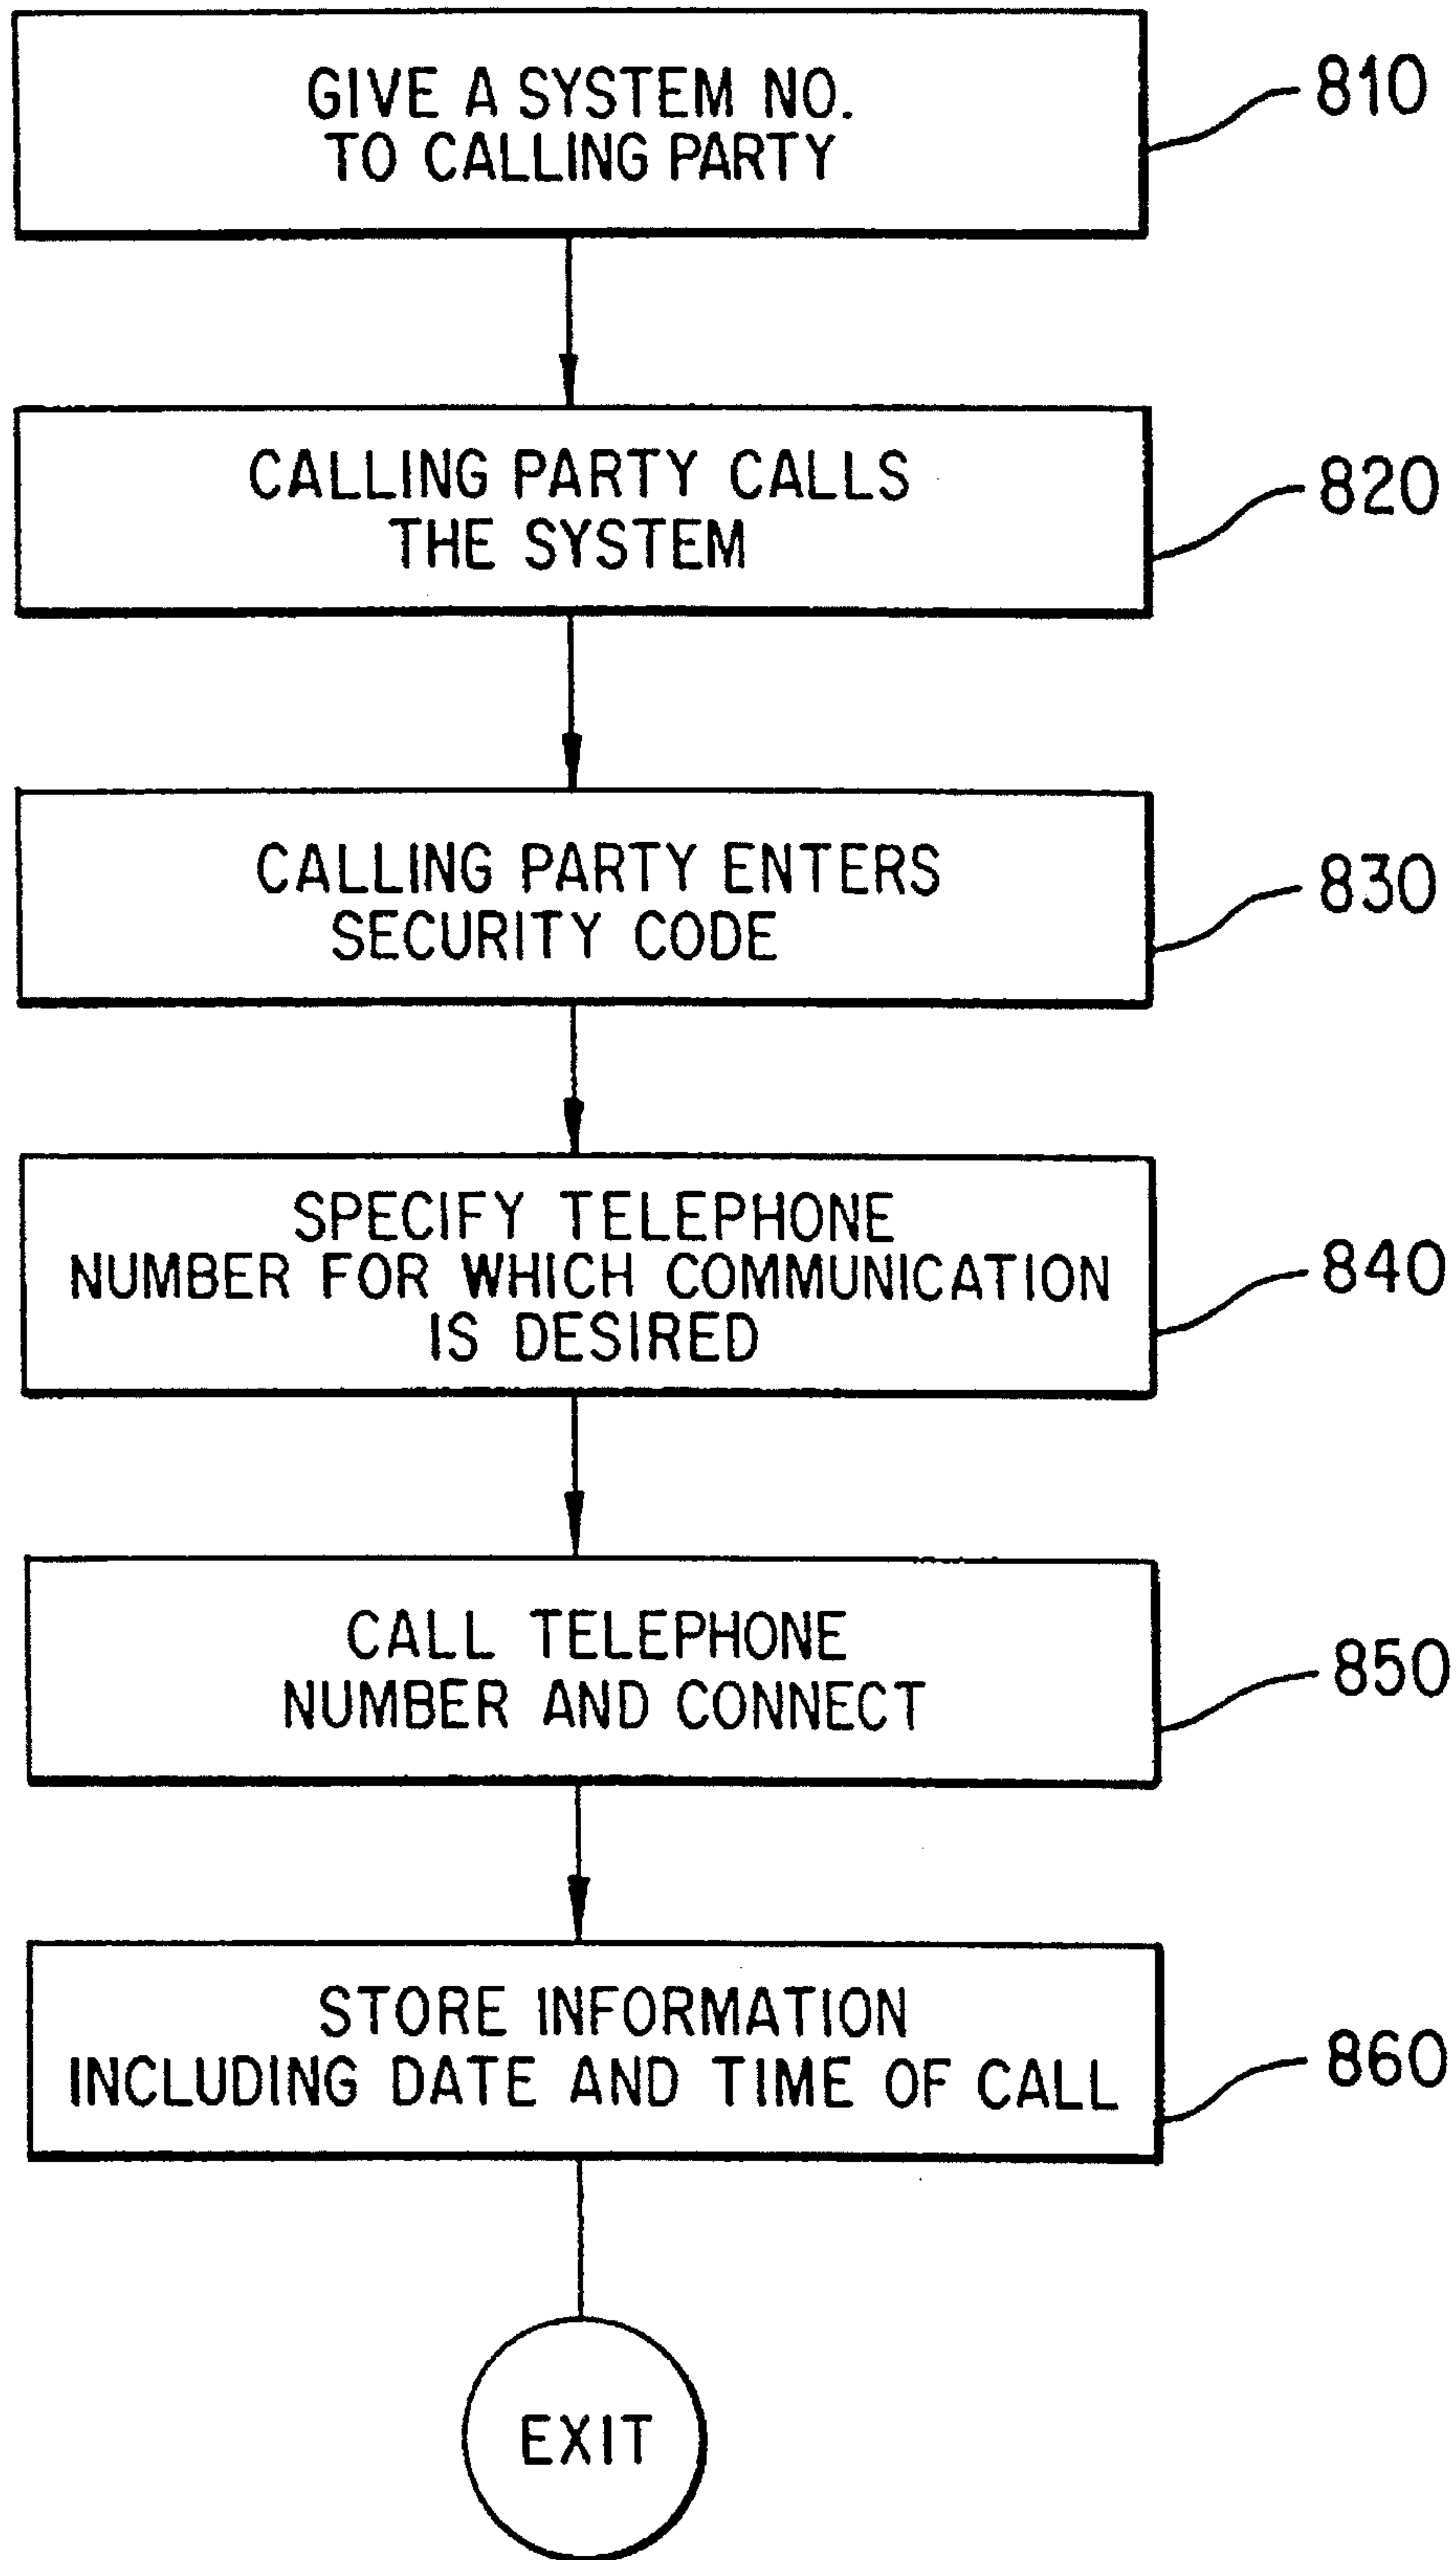 GIVE A SYSTEM NO.
TO CALLING PARTY
810
CALLING PARTY CALLS
THE SYSTEM
820
CALLING PARTY ENTERS
SECURITY CODE
830
SPECIFY TELEPHONE
NUMBER FOR WHICH COMMUNICATION
IS DESIRED
840
CALL TELEPHONE
NUMBER AND CONNECT
850
STORE INFORMATION
INCLUDING DATE AND TIME OF CALL
860
EXIT